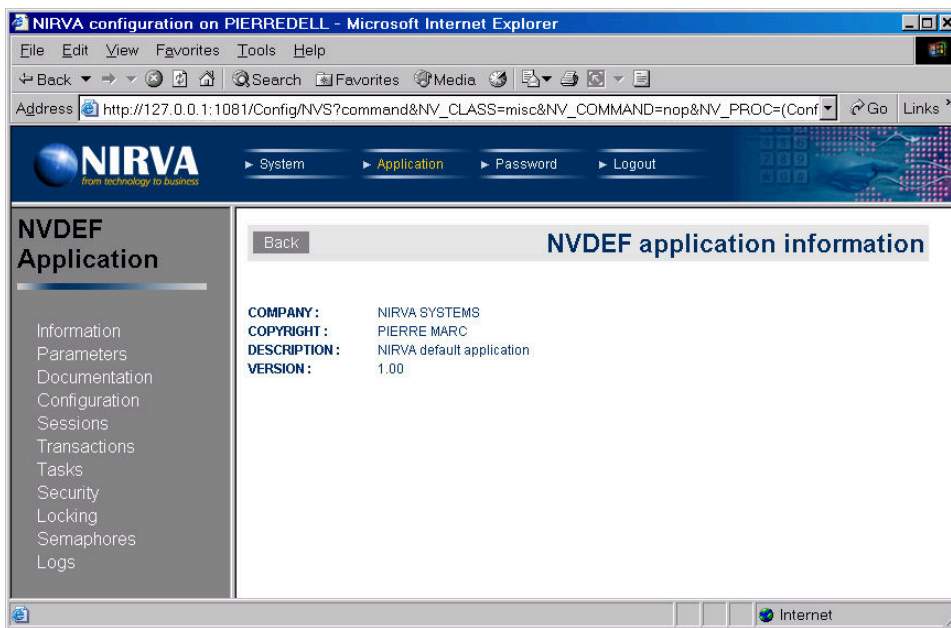 NIRVA configuration on PIERREDELL - Microsoft Internet Explorer
File Edit View Favorites Tools Help
Back Search Favorites Media
Address http://127.0.0.1:1081/Config/NVS?command&NV_CLASS=misc&NV_COMMAND=nop&NV_PROC=(Conf Go Links
NIRVA
from technology to business
System Application Password Logout
NVDEF
Application
Back NVDEF application information
COMPANY : NIRVA SYSTEMS
COPYRIGHT : PIERRE MARC
DESCRIPTION : NIRVA default application
VERSION : 1.00
Information
Parameters
Documentation
Configuration
Sessions
Transactions
Tasks
Security
Locking
Semaphores
Logs
Internet